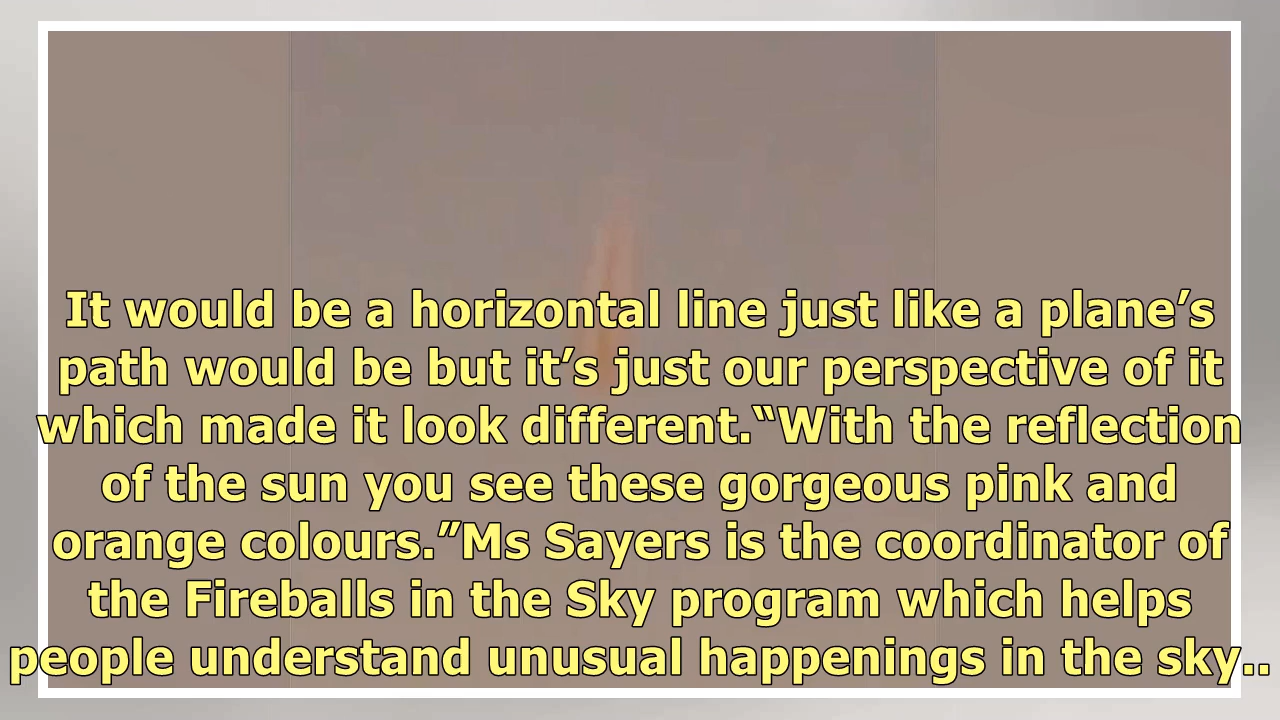 It would be a horizontal line just like a plane’s
path would be but it’s just our perspective of it
which made it look different.“With the reflection
of the sun you see these gorgeous pink and
orange colours.”Ms Sayers is the coordinator of
the Fireballs in the Sky program which helps
people understand unusual happenings in the sky..